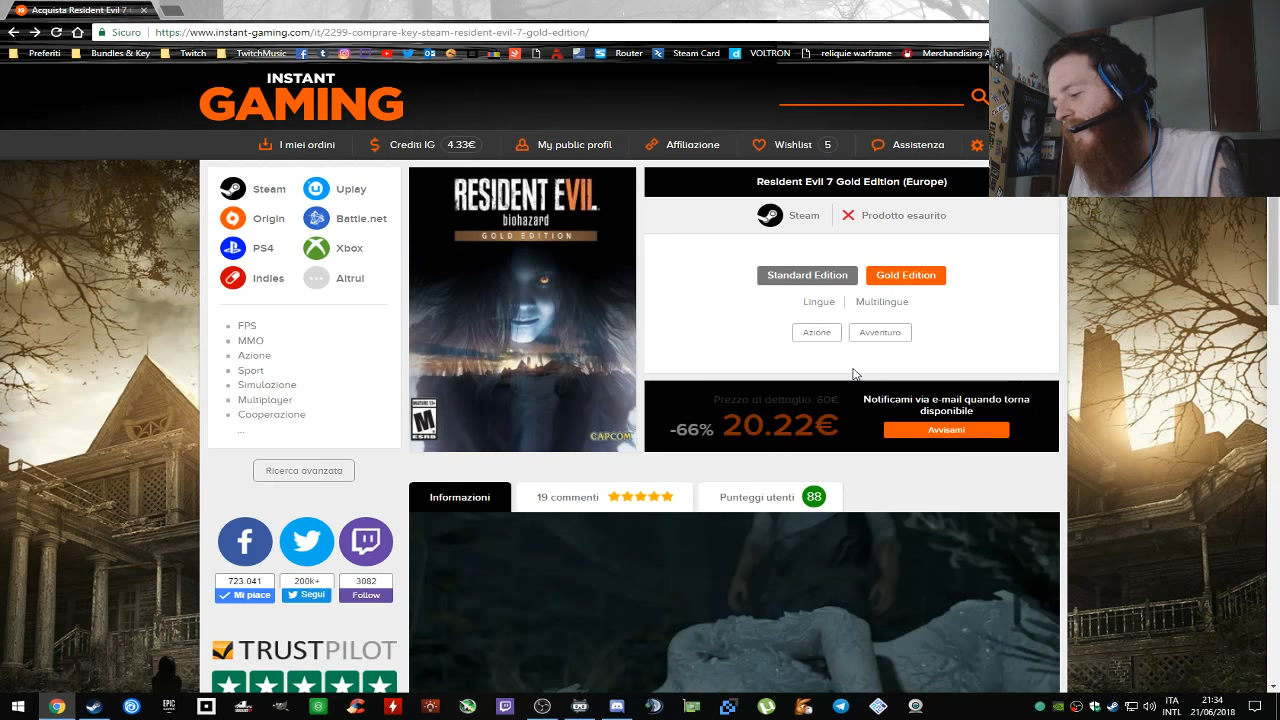 Acquista Resident Evil 7
Sicuro
https://www.instant-gaming.com/it/2299-comprare-key-steam-resident-evil-7-gold-edition/
Preferiti
Bundles & Key
Twitch
TwitchMusic
Router
Steam Card
VOLTRON
reliquie warframe
Merchandising A
INSTANT
GAMING
I miei ordini
Crediti IG 4.33€
My public profil
Affiliazione
Wishlist 5
Assistenza
Steam
Uplay
Origin
Battle.net
PS4
Xbox
Indies
Altrui
FPS
MMO
Azione
Sport
Simulazione
Multiplayer
Cooperazione
...
Ricerca avanzata
RESIDENT EVIL
biohazard
GOLD EDITION
MATURE 17+
M
ESRB
CAPCOM
Resident Evil 7 Gold Edition (Europe)
Steam
Prodotto esaurito
Standard Edition
Gold Edition
Lingue
Multilingue
Azione
Avventura
Prezzo al dettaglio: 60€
-66% 20.22€
Notificami via e-mail quando torna
disponibile
Avvisami
Informazioni
19 commenti
Punteggi utenti 88
723.041
Mi piace
200k+
Segui
3082
Follow
TRUSTPILOT
ITA
INTL
21:34
21/06/2018